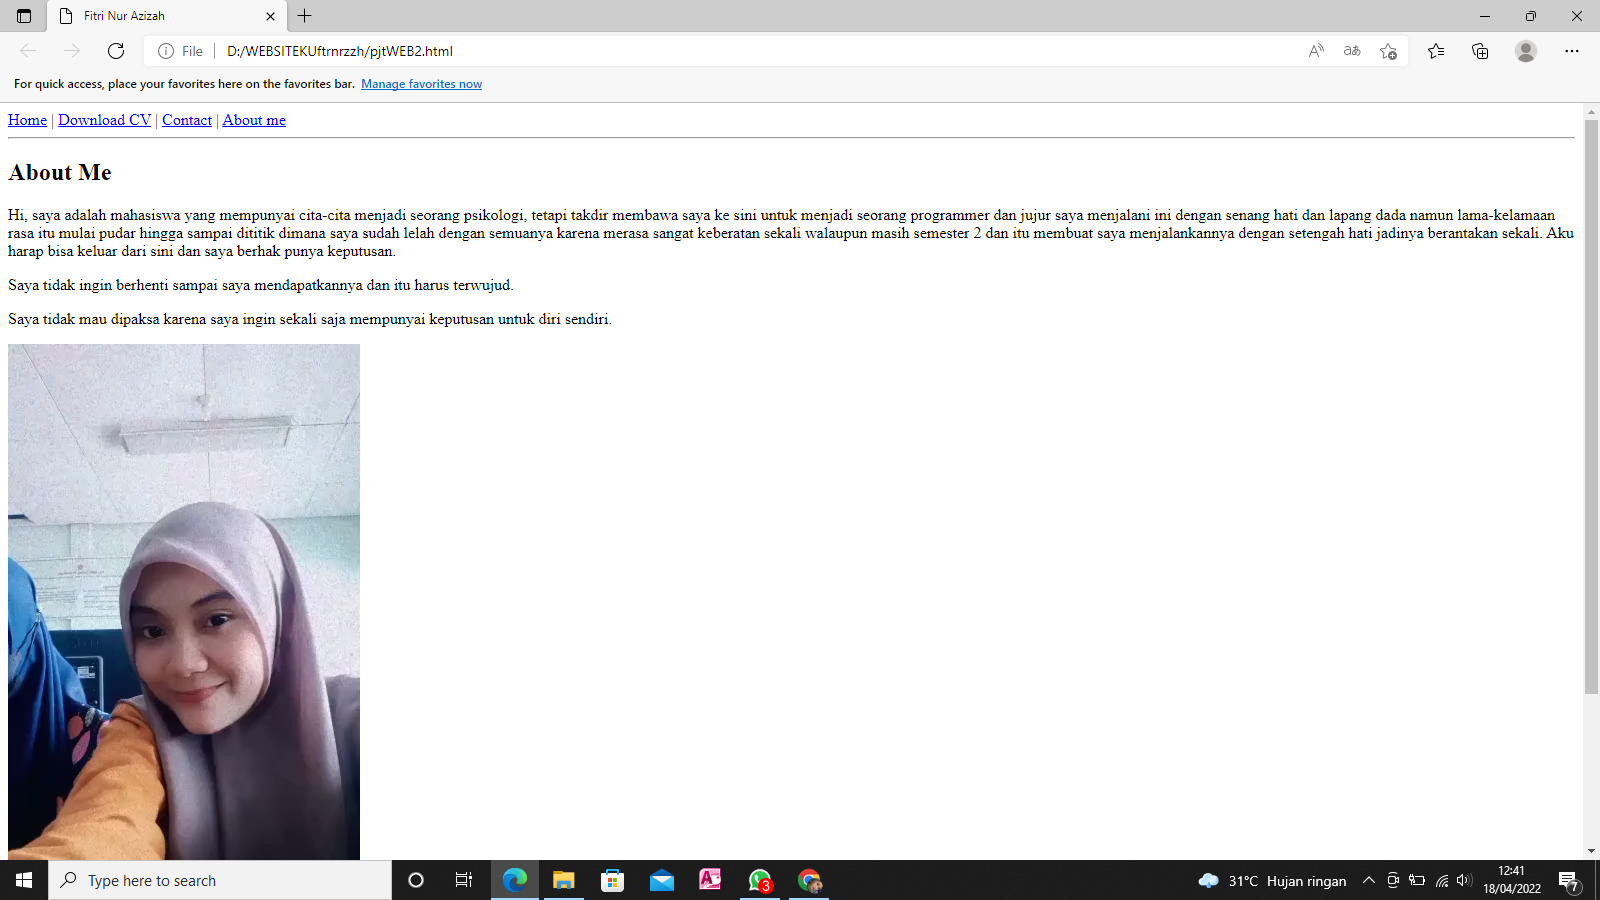 Fitri Nur Azizah
File | D:/WEBSITEKUftrnrzzh/pjtWEB2.html
For quick access, place your favorites here on the favorites bar. Manage favorites now
Home | Download CV | Contact | About me
About Me
Hi, saya adalah mahasiswa yang mempunyai cita-cita menjadi seorang psikologi, tetapi takdir membawa saya ke sini untuk menjadi seorang programmer dan jujur saya menjalani ini dengan senang hati dan lapang dada namun lama-kelamaan
rasa itu mulai pudar hingga sampai dititik dimana saya sudah lelah dengan semuanya karena merasa sangat keberatan sekali walaupun masih semester 2 dan itu membuat saya menjalankannya dengan setengah hati jadinya berantakan sekali. Aku
harap bisa keluar dari sini dan saya berhak punya keputusan.
Saya tidak ingin berhenti sampai saya mendapatkannya dan itu harus terwujud.
Saya tidak mau dipaksa karena saya ingin sekali saja mempunyai keputusan untuk diri sendiri.
Type here to search
3
31°C Hujan ringan
12:41
18/04/2022
7